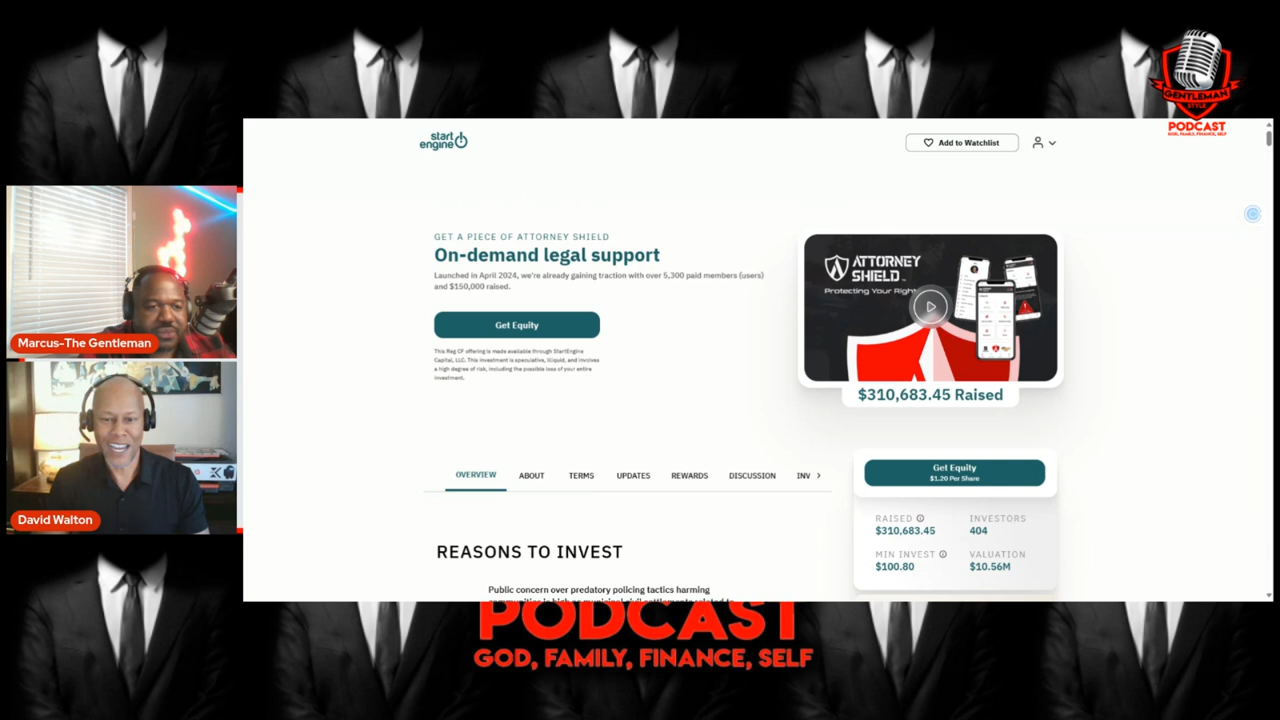 GENTLEMAN
STYLE
PODCAST
GOD, FAMILY, FINANCE, SELF
start
engine
Add to Watchlist
GET A PIECE OF ATTORNEY SHIELD
On-demand legal support
Launched in April 2024, we're already gaining traction with over 5,300 paid members (users)
and $150,000 raised.
Get Equity
This Reg CF offering is made available through StartEngine
Capital, LLC. This investment is speculative, illiquid, and involves
a high degree of risk, including the possible loss of your entire
investment.
ATTORNEY
SHIELD
Protecting Your Right
$310,683.45 Raised
Marcus-The Gentleman
David Walton
OVERVIEW ABOUT TERMS UPDATES REWARDS DISCUSSION INV
Get Equity
$1.20 Per Share
RAISED INVESTORS
$310,683.45 404
MIN INVEST VALUATION
$100.80 $10.56M
REASONS TO INVEST
Public concern over predatory policing tactics harming
PODCAST
GOD, FAMILY, FINANCE, SELF